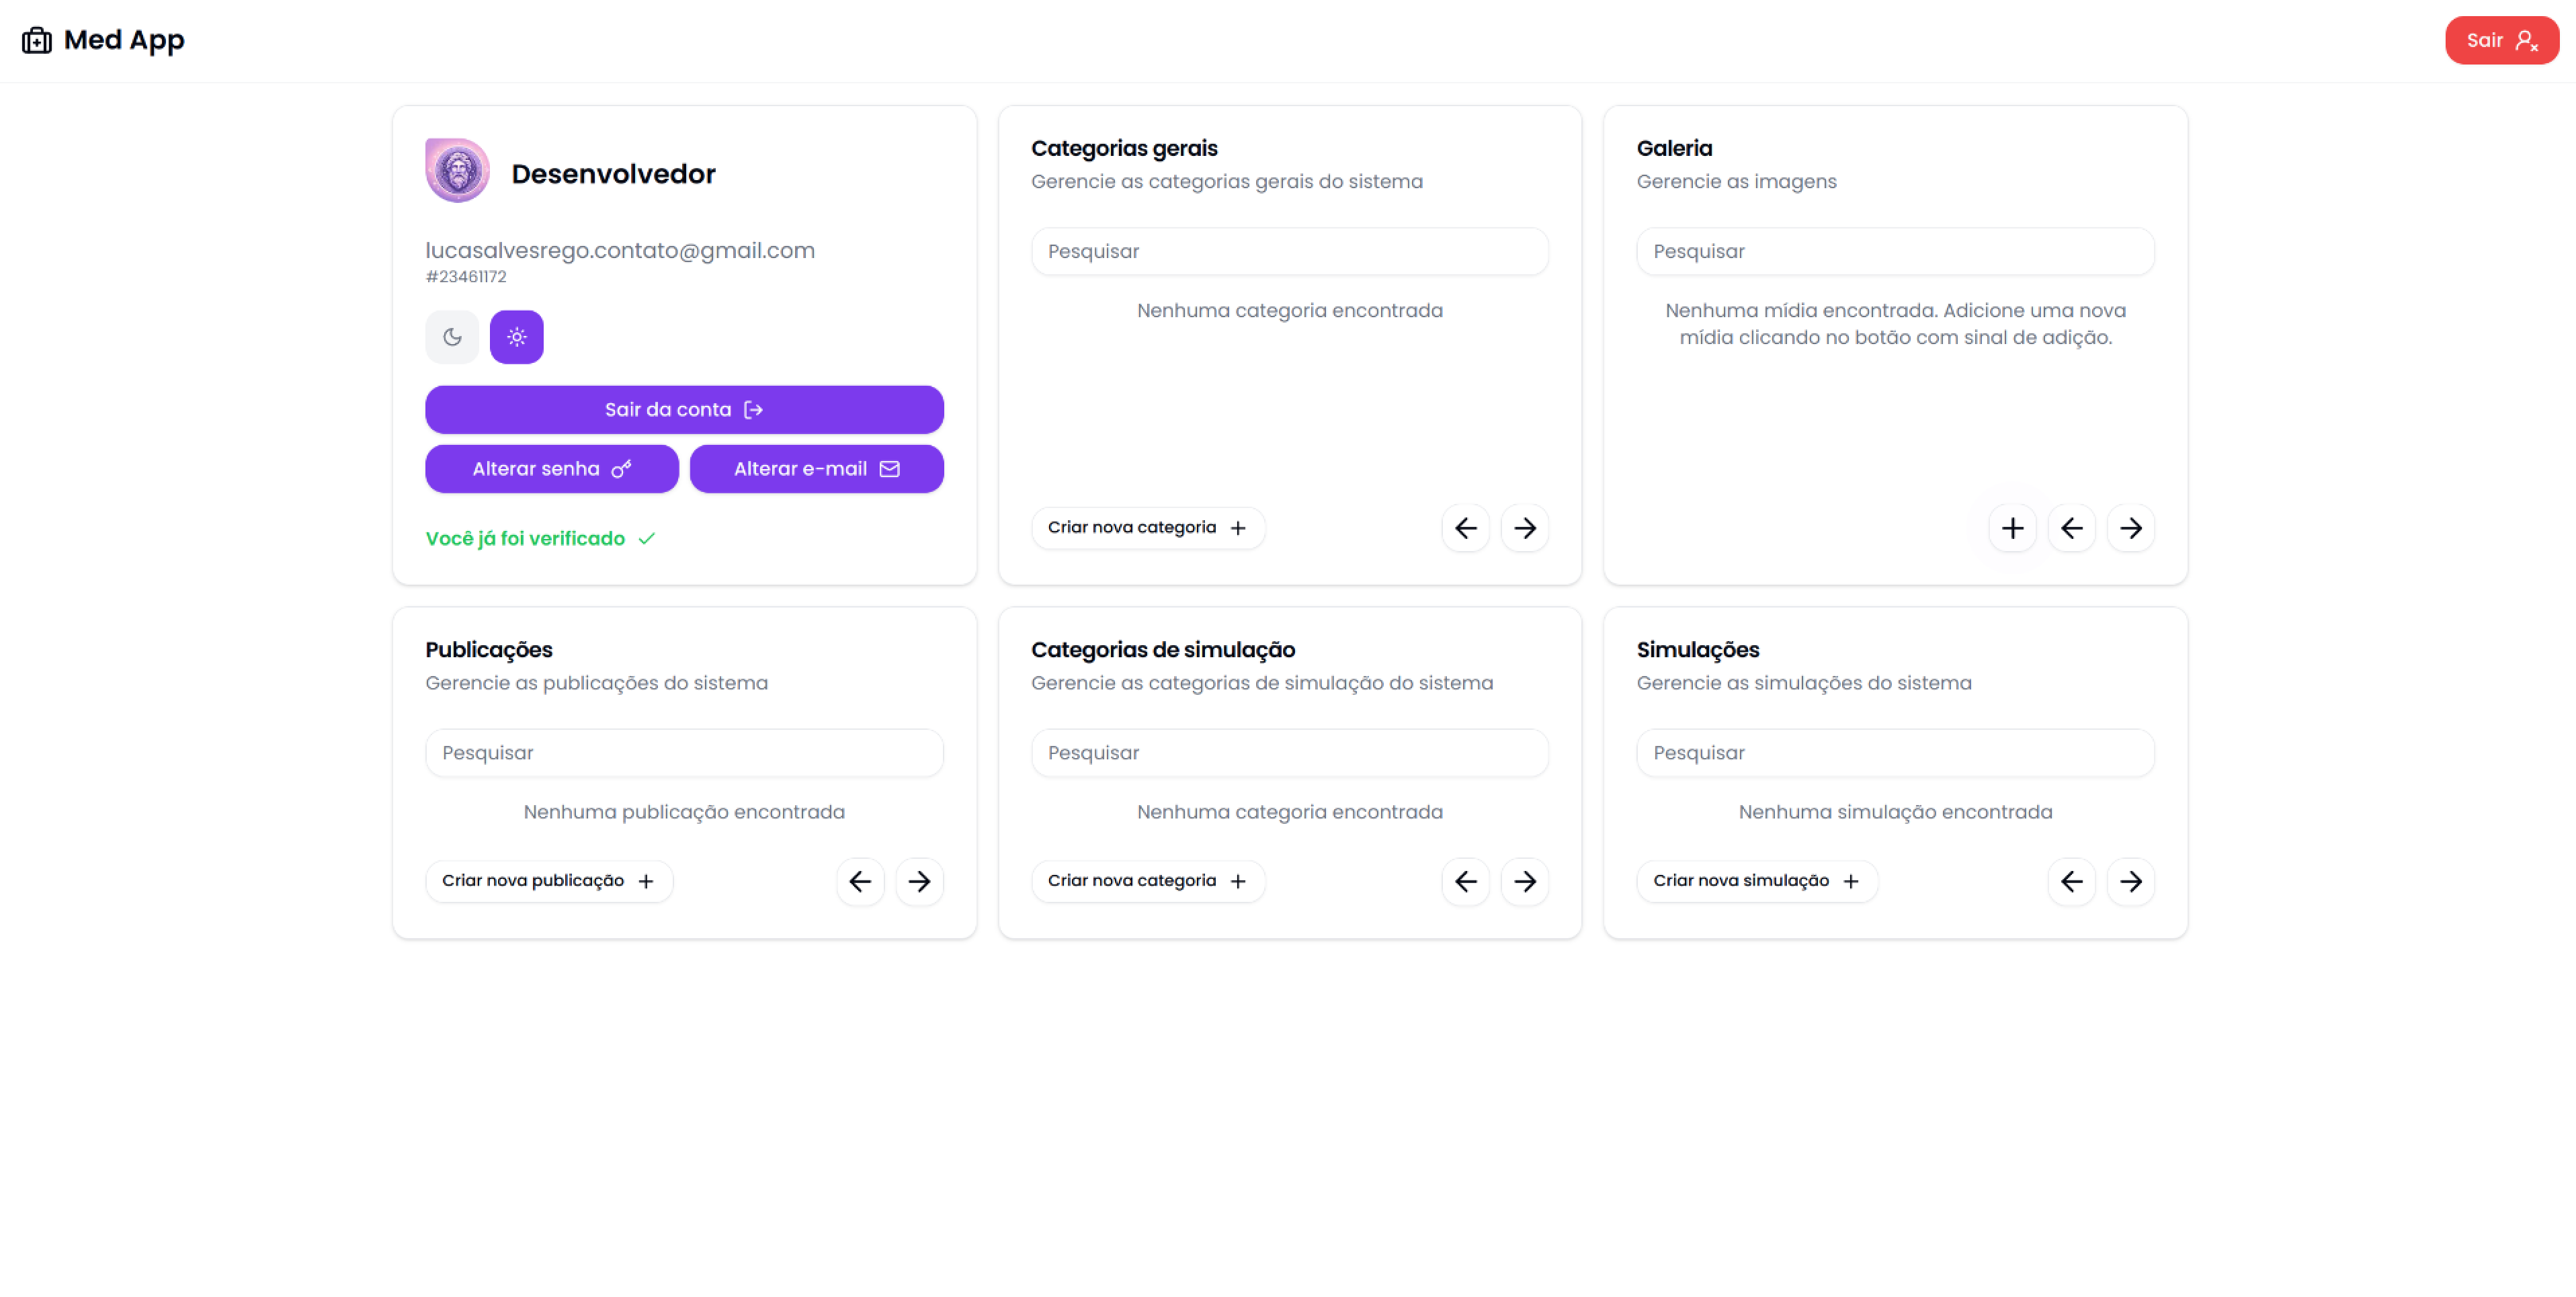 Med App
Sair
Desenvolvedor
lucasalvesrego.contato@gmail.com
#23461172
Sair da conta
Alterar senha
Alterar e-mail
Você já foi verificado
Categorias gerais
Gerencie as categorias gerais do sistema
Pesquisar
Nenhuma categoria encontrada
Criar nova categoria
Galeria
Gerencie as imagens
Pesquisar
Nenhuma mídia encontrada. Adicione uma nova
mídia clicando no botão com sinal de adição.
Publicações
Gerencie as publicações do sistema
Pesquisar
Nenhuma publicação encontrada
Criar nova publicação
Categorias de simulação
Gerencie as categorias de simulação do sistema
Pesquisar
Nenhuma categoria encontrada
Criar nova categoria
Simulações
Gerencie as simulações do sistema
Pesquisar
Nenhuma simulação encontrada
Criar nova simulação